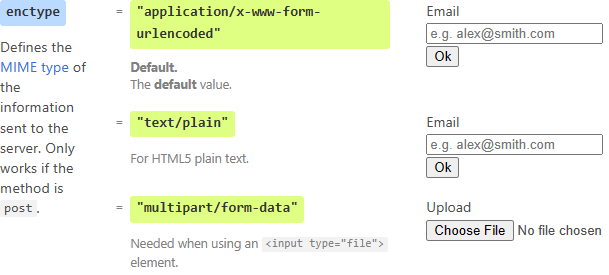 enctype
Defines the
MIME type of
the
information
sent to the
server. Only
works if the
method is
post .
= "application/x-www-form-
urlencoded"
Default.
The default value.
Email
e.g. alex@smith.com
Ok
= "text/plain"
For HTML5 plain text.
Email
e.g. alex@smith.com
Ok
= "multipart/form-data"
Needed when using an <input type="file">
element.
Upload
Choose File No file chosen